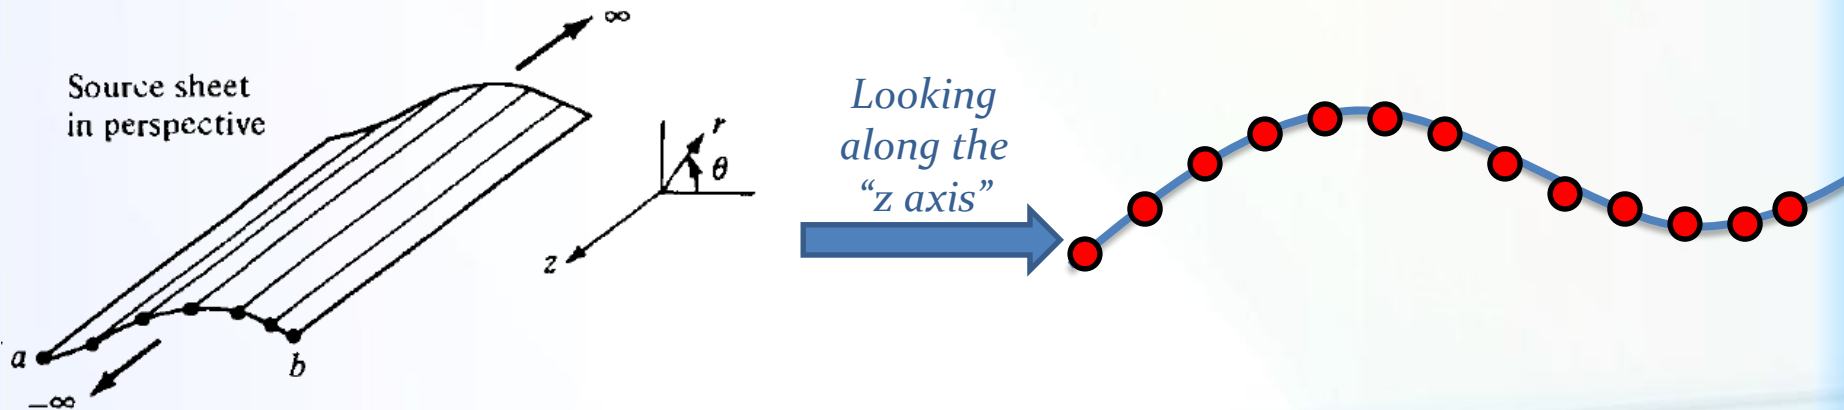 Source sheet
in perspective
∞
r
θ
z
a
b
−∞
Looking
along the
“z axis”